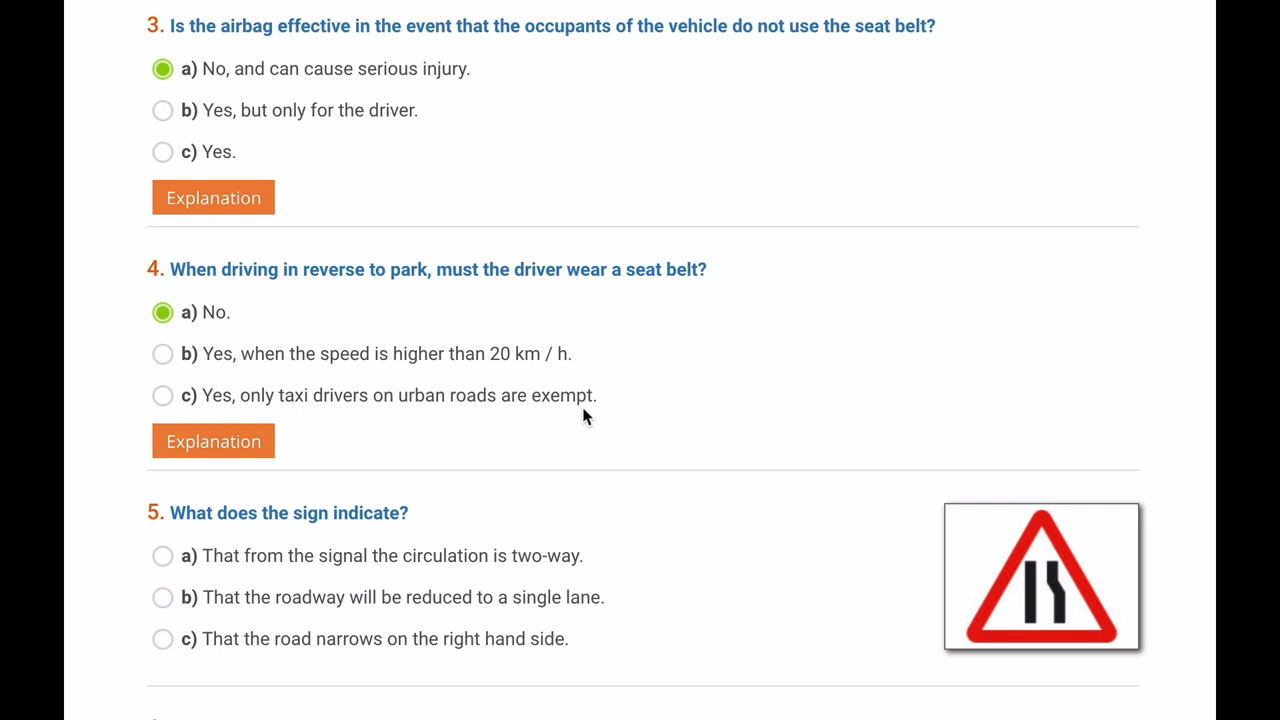 3. Is the airbag effective in the event that the occupants of the vehicle do not use the seat belt?
a) No, and can cause serious injury.
b) Yes, but only for the driver.
c) Yes.
Explanation
4. When driving in reverse to park, must the driver wear a seat belt?
a) No.
b) Yes, when the speed is higher than 20 km / h.
c) Yes, only taxi drivers on urban roads are exempt.
Explanation
5. What does the sign indicate?
a) That from the signal the circulation is two-way.
b) That the roadway will be reduced to a single lane.
c) That the road narrows on the right hand side.